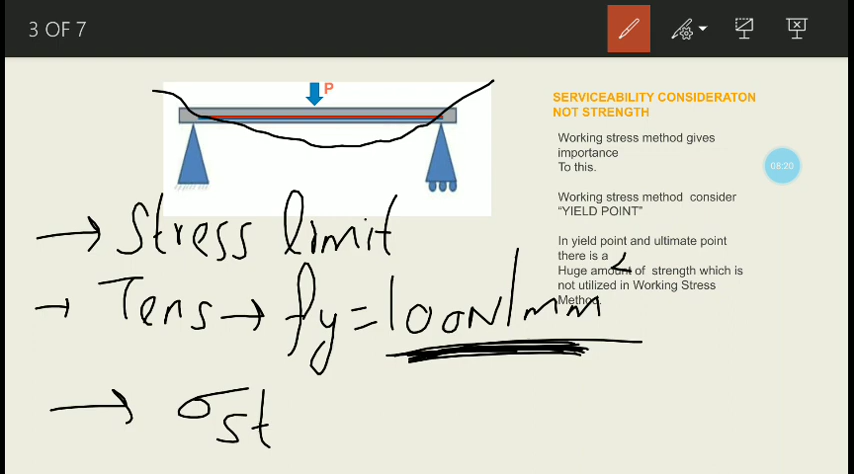 3 OF 7
P
SERVICEABILITY CONSIDERATON
NOT STRENGTH
Working stress method gives
importance
To this.
08:20
Working stress method consider
“YIELD POINT”
In yield point and ultimate point
there is a
Huge amount of strength which is
not utilized in Working Stress
Method.
→ Stress limit
→ Tens → fy = 100N/mm²
→ σst